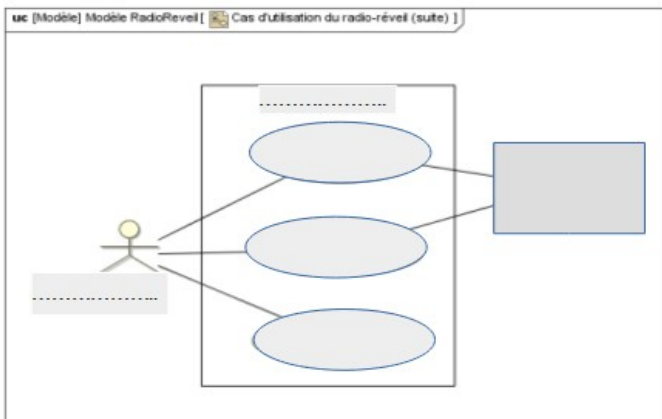 uc [Modèle] Modèle RadioReveil [ Cas d'utilisation du radio-réveil (suite) ]